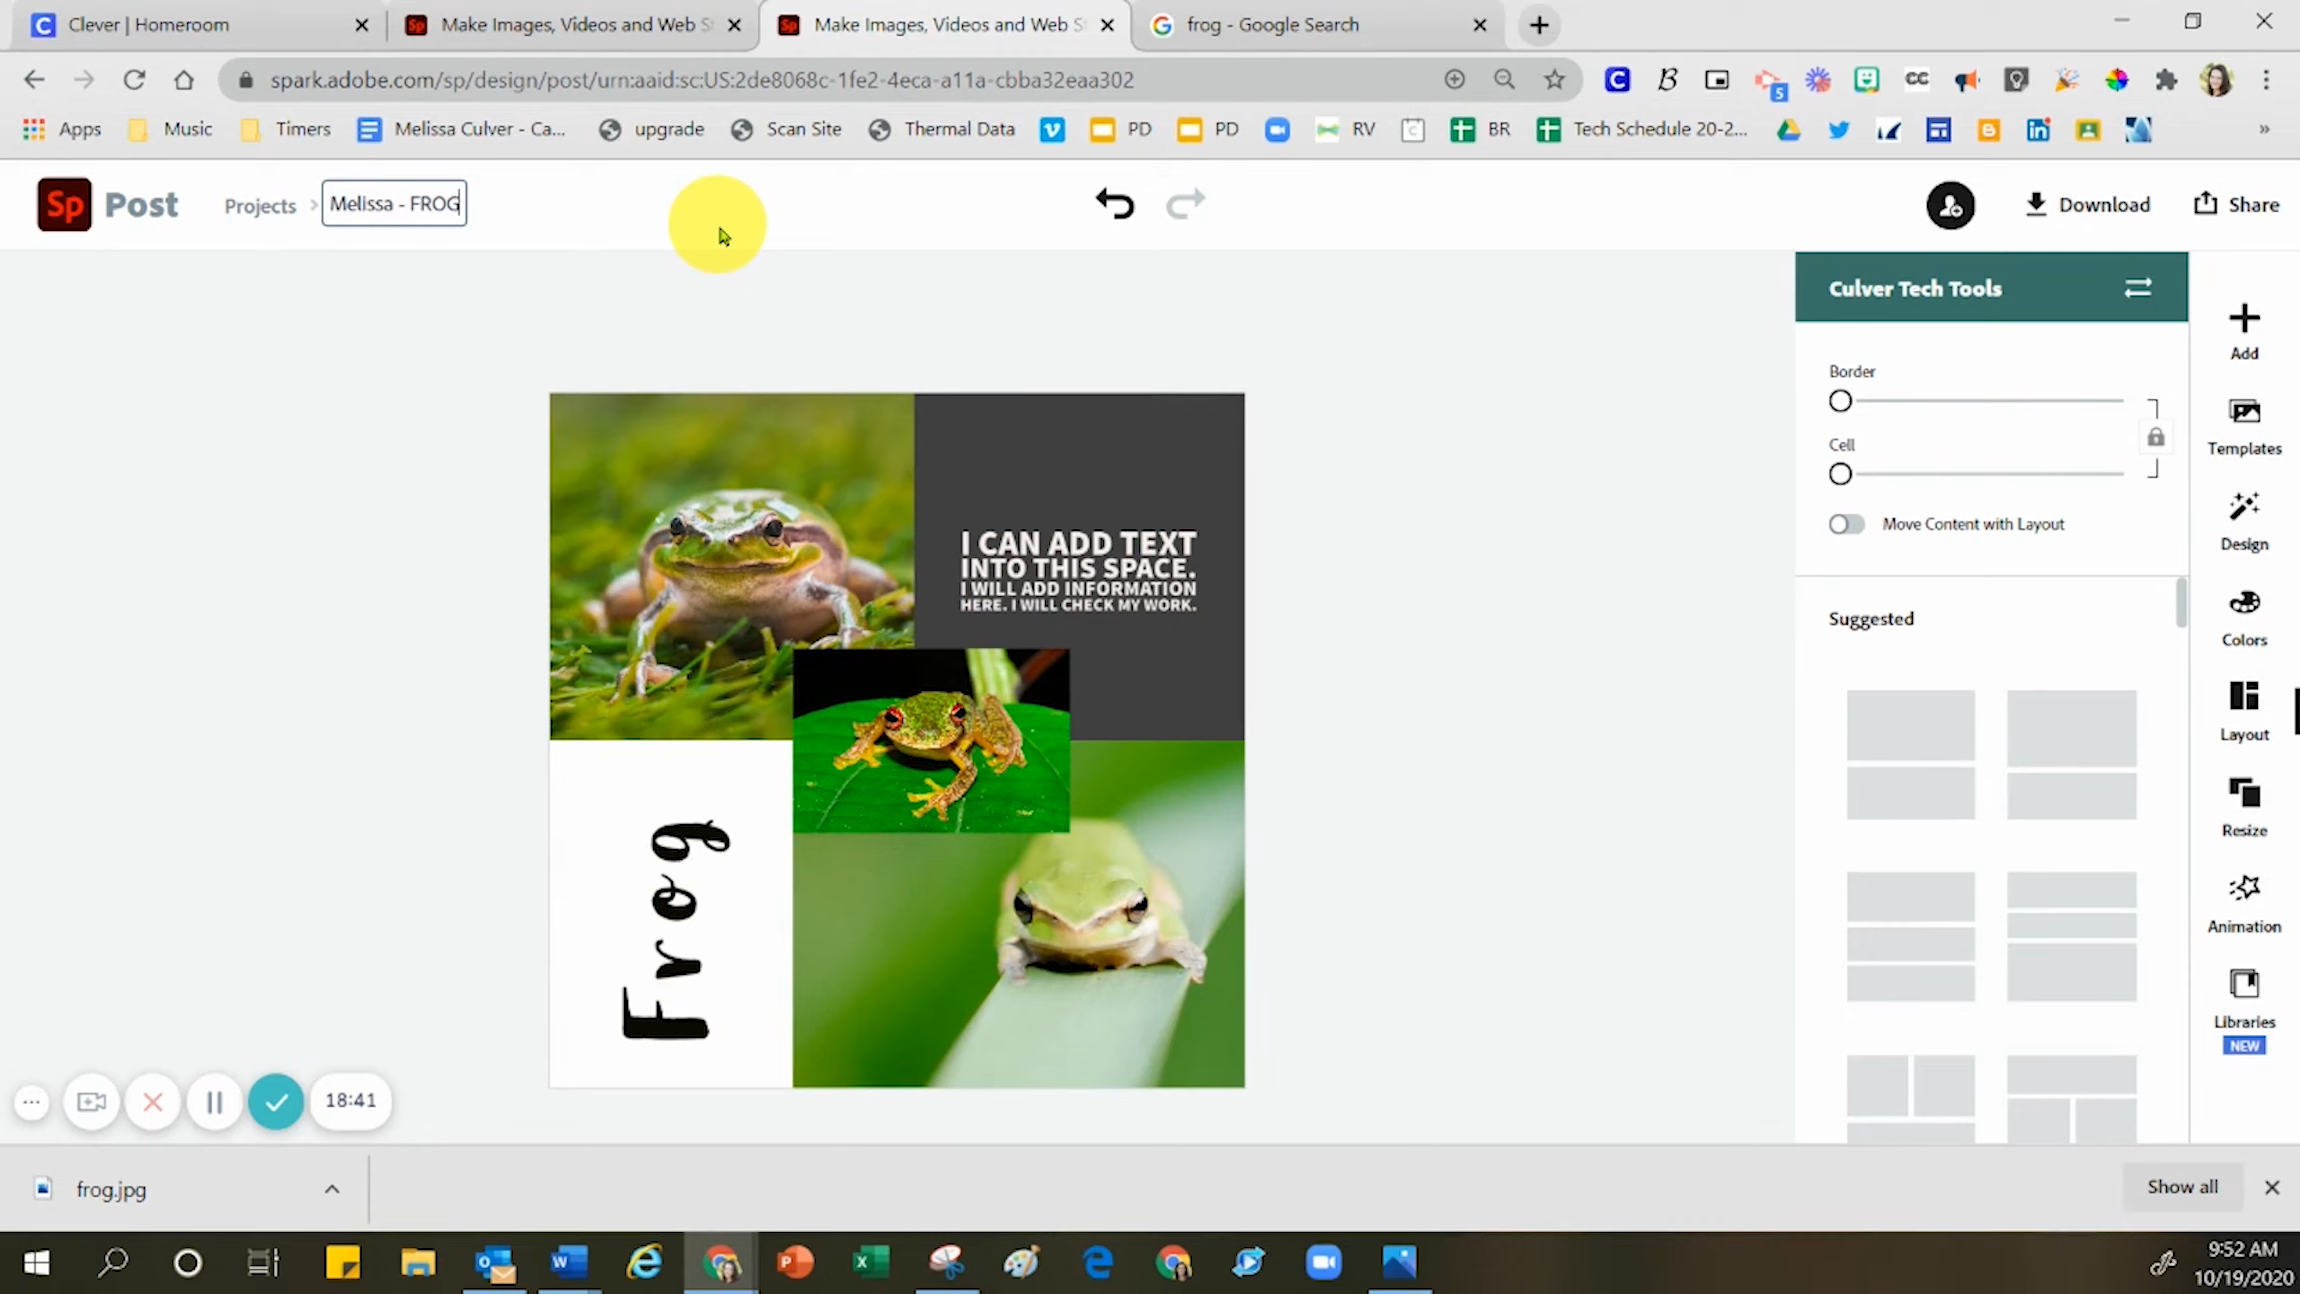 Clever | Homeroom
Make Images, Videos and Web S
Make Images, Videos and Web S
frog - Google Search
spark.adobe.com/sp/design/post/urn:aaid:sc:US:2de8068c-1fe2-4eca-a11a-cbba32eaa302
CC
5
Apps
Music
Timers
Melissa Culver - Ca...
upgrade
Scan Site
Thermal Data
PD
PD
RV
BR
Tech Schedule 20-2...
»
Sp Post
Projects > Melissa - FROG
Download
Share
Culver Tech Tools
Border
Cell
Move Content with Layout
Suggested
Add
Templates
Design
Colors
Layout
Resize
Animation
Libraries
NEW
I CAN ADD TEXT
INTO THIS SPACE.
I WILL ADD INFORMATION
HERE. I WILL CHECK MY WORK.
Frog
18:41
frog.jpg
Show all
9:52 AM
10/19/2020